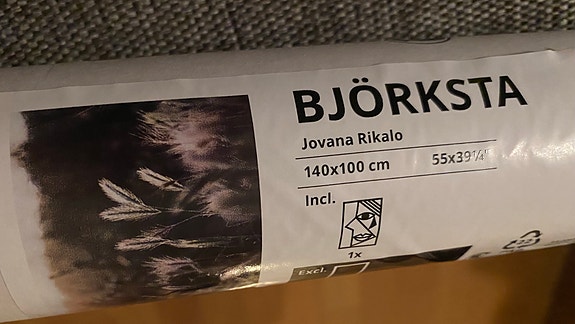 BJÖRKSTA
Jovana Rikalo
140x100 cm 55x39¼"
Incl.
1x
Excl.